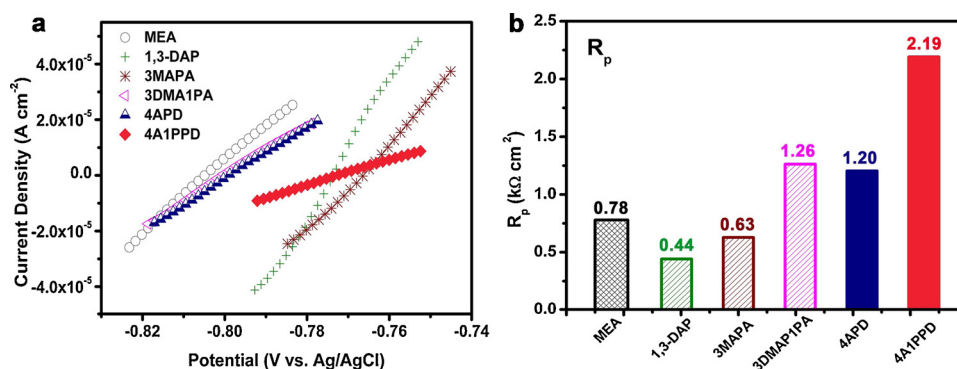 a
MEA
1,3-DAP
3MAPA
3DMA1PA
4APD
4A1PPD
4.0x10⁻⁵
2.0x10⁻⁵
0.0
-2.0x10⁻⁵
-4.0x10⁻⁵
Current Density (A cm⁻²)
-0.82 -0.80 -0.78 -0.76 -0.74
Potential (V vs. Ag/AgCl)
b
Rₚ
2.5
2.0
1.5
1.0
0.5
0.0
Rₚ (kΩ cm²)
0.78
0.44
0.63
1.26
1.20
2.19
MEA
1,3-DAP
3MAPA
3DMAP1PA
4APD
4A1PPD